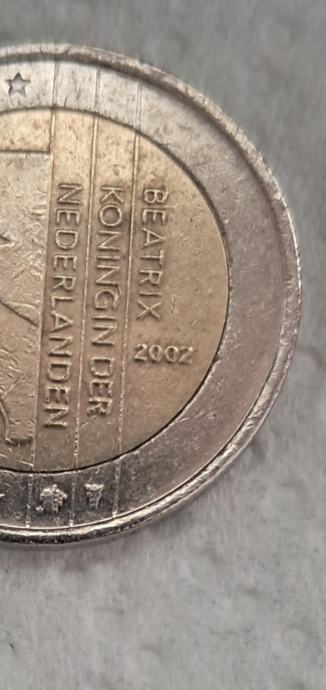 BEATRIX
KONINGIN DER
NEDERLANDEN
2002